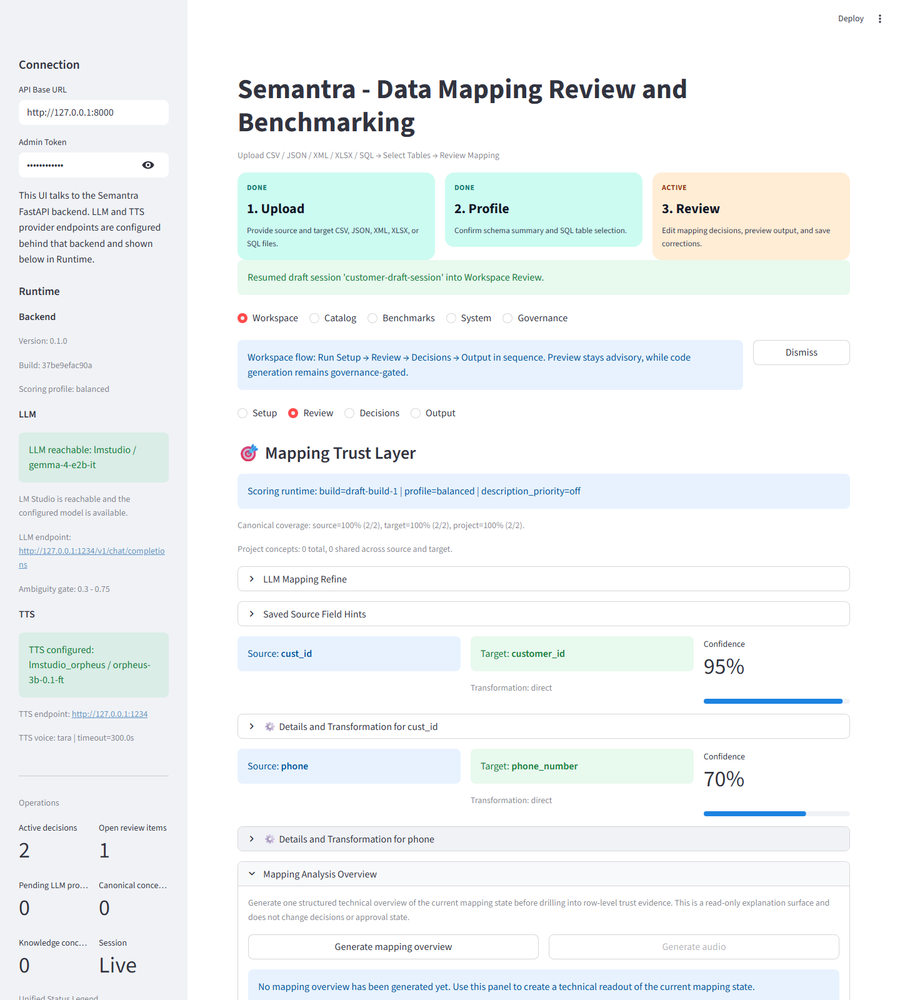 Deploy
Connection
API Base URL
http://127.0.0.1:8000
Admin Token
••••••••••••
This UI talks to the Semantra
FastAPI backend. LLM and TTS
provider endpoints are configured
behind that backend and shown
below in Runtime.
Runtime
Backend
Version: 0.1.0
Build: 37be9efac90a
Scoring profile: balanced
LLM
LLM reachable: lmstudio /
gemma-4-e2b-it
LM Studio is reachable and the
configured model is available.
LLM endpoint:
http://127.0.0.1:1234/v1/chat/completio
ns
Ambiguity gate: 0.3 - 0.75
TTS
TTS configured:
lmstudio_orpheus / orpheus-
3b-0.1-ft
TTS endpoint: http://127.0.0.1:1234
TTS voice: tara | timeout=300.0s
Operations
Active decisions
2
Open review items
1
Pending LLM pro…
0
Canonical conce…
0
Knowledge conc…
0
Session
Live
Unified Status Legend
Semantra - Data Mapping Review and
Benchmarking
Upload CSV / JSON / XML / XLSX / SQL → Select Tables → Review Mapping
DONE
1. Upload
Provide source and target CSV, JSON, XML, XLSX, or
SQL files.
DONE
2. Profile
Confirm schema summary and SQL table selection.
ACTIVE
3. Review
Edit mapping decisions, preview output, and save
corrections.
Resumed draft session 'customer-draft-session' into Workspace Review.
Workspace Catalog Benchmarks System Governance
Workspace flow: Run Setup → Review → Decisions → Output in sequence. Preview stays advisory, while code
generation remains governance-gated.
Dismiss
Setup Review Decisions Output
Mapping Trust Layer
Scoring runtime: build=draft-build-1 | profile=balanced | description_priority=off
Canonical coverage: source=100% (2/2), target=100% (2/2), project=100% (2/2).
Project concepts: 0 total, 0 shared across source and target.
LLM Mapping Refine
Saved Source Field Hints
Source: cust_id
Target: customer_id
Transformation: direct
Confidence
95%
Details and Transformation for cust_id
Source: phone
Target: phone_number
Transformation: direct
Confidence
70%
Details and Transformation for phone
Mapping Analysis Overview
Generate one structured technical overview of the current mapping state before drilling into row-level trust evidence. This is a read-only explanation surface and
does not change decisions or approval state.
Generate mapping overview
Generate audio
No mapping overview has been generated yet. Use this panel to create a technical readout of the current mapping state.